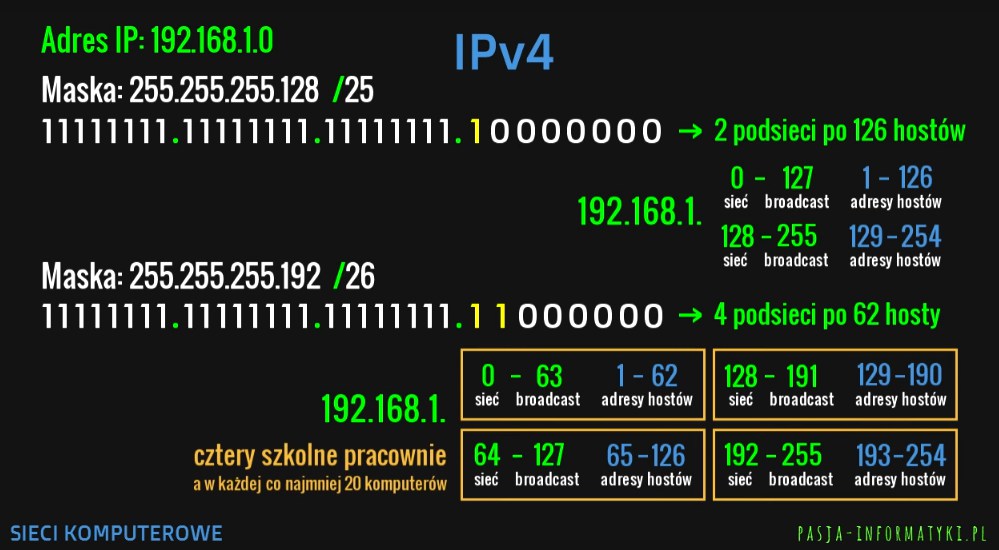 Adres IP: 192.168.1.0
IPv4
Maska: 255.255.255.128 /25
11111111.11111111.11111111.10000000 → 2 podsieci po 126 hostów
192.168.1.
0 - 127 1 - 126
sieć broadcast adresy hostów
128 - 255 129 - 254
sieć broadcast adresy hostów
Maska: 255.255.255.192 /26
11111111.11111111.11111111.11000000 → 4 podsieci po 62 hosty
192.168.1.
0 - 63 1 - 62
sieć broadcast adresy hostów
128 - 191 129 - 190
sieć broadcast adresy hostów
cztery szkolne pracownie
a w każdej co najmniej 20 komputerów
64 - 127 65 - 126
sieć broadcast adresy hostów
192 - 255 193 - 254
sieć broadcast adresy hostów
SIECI KOMPUTEROWE
PASJA-INFORMATYKI.PL